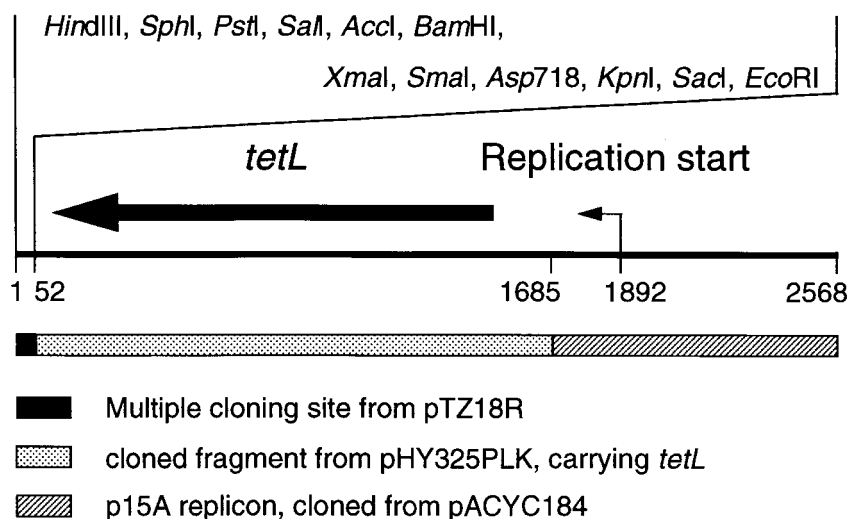 HindIII, SphI, PstI, SalI, AccI, BamHI,
XmaI, SmaI, Asp718, KpnI, SacI, EcoRI
tetL Replication start
1 52 1685 1892 2568
Multiple cloning site from pTZ18R
cloned fragment from pHY325PLK, carrying tetL
p15A replicon, cloned from pACYC184